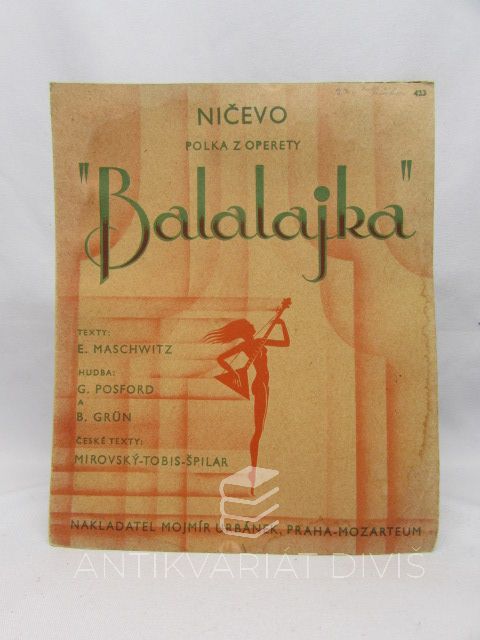 423
NIČEVO
POLKA Z OPERETY
"Balalajka"
TEXTY:
E. MASCHWITZ
HUDBA:
G. POSFORD
A
B. GRÜN
ČESKÉ TEXTY:
MIROVSKÝ-TOBIS-ŠPILAR
NAKLADATEL MOJMÍR URBÁNEK, PRAHA-MOZARTEUM
ANTIKVARIÁT DIVIŠ